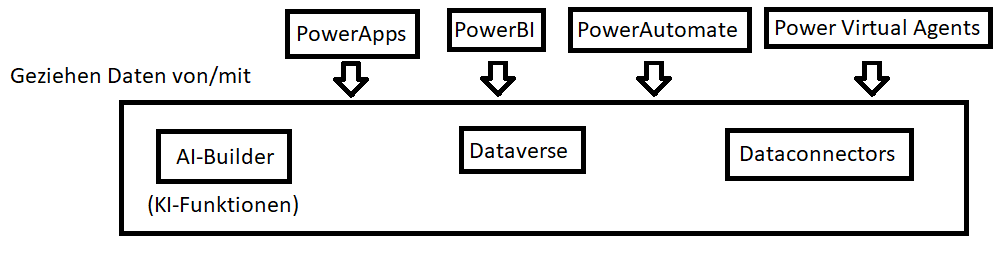 PowerApps
PowerBI
PowerAutomate
Power Virtual Agents
Geziehen Daten von/mit
AI-Builder
Dataverse
Dataconnectors
(KI-Funktionen)